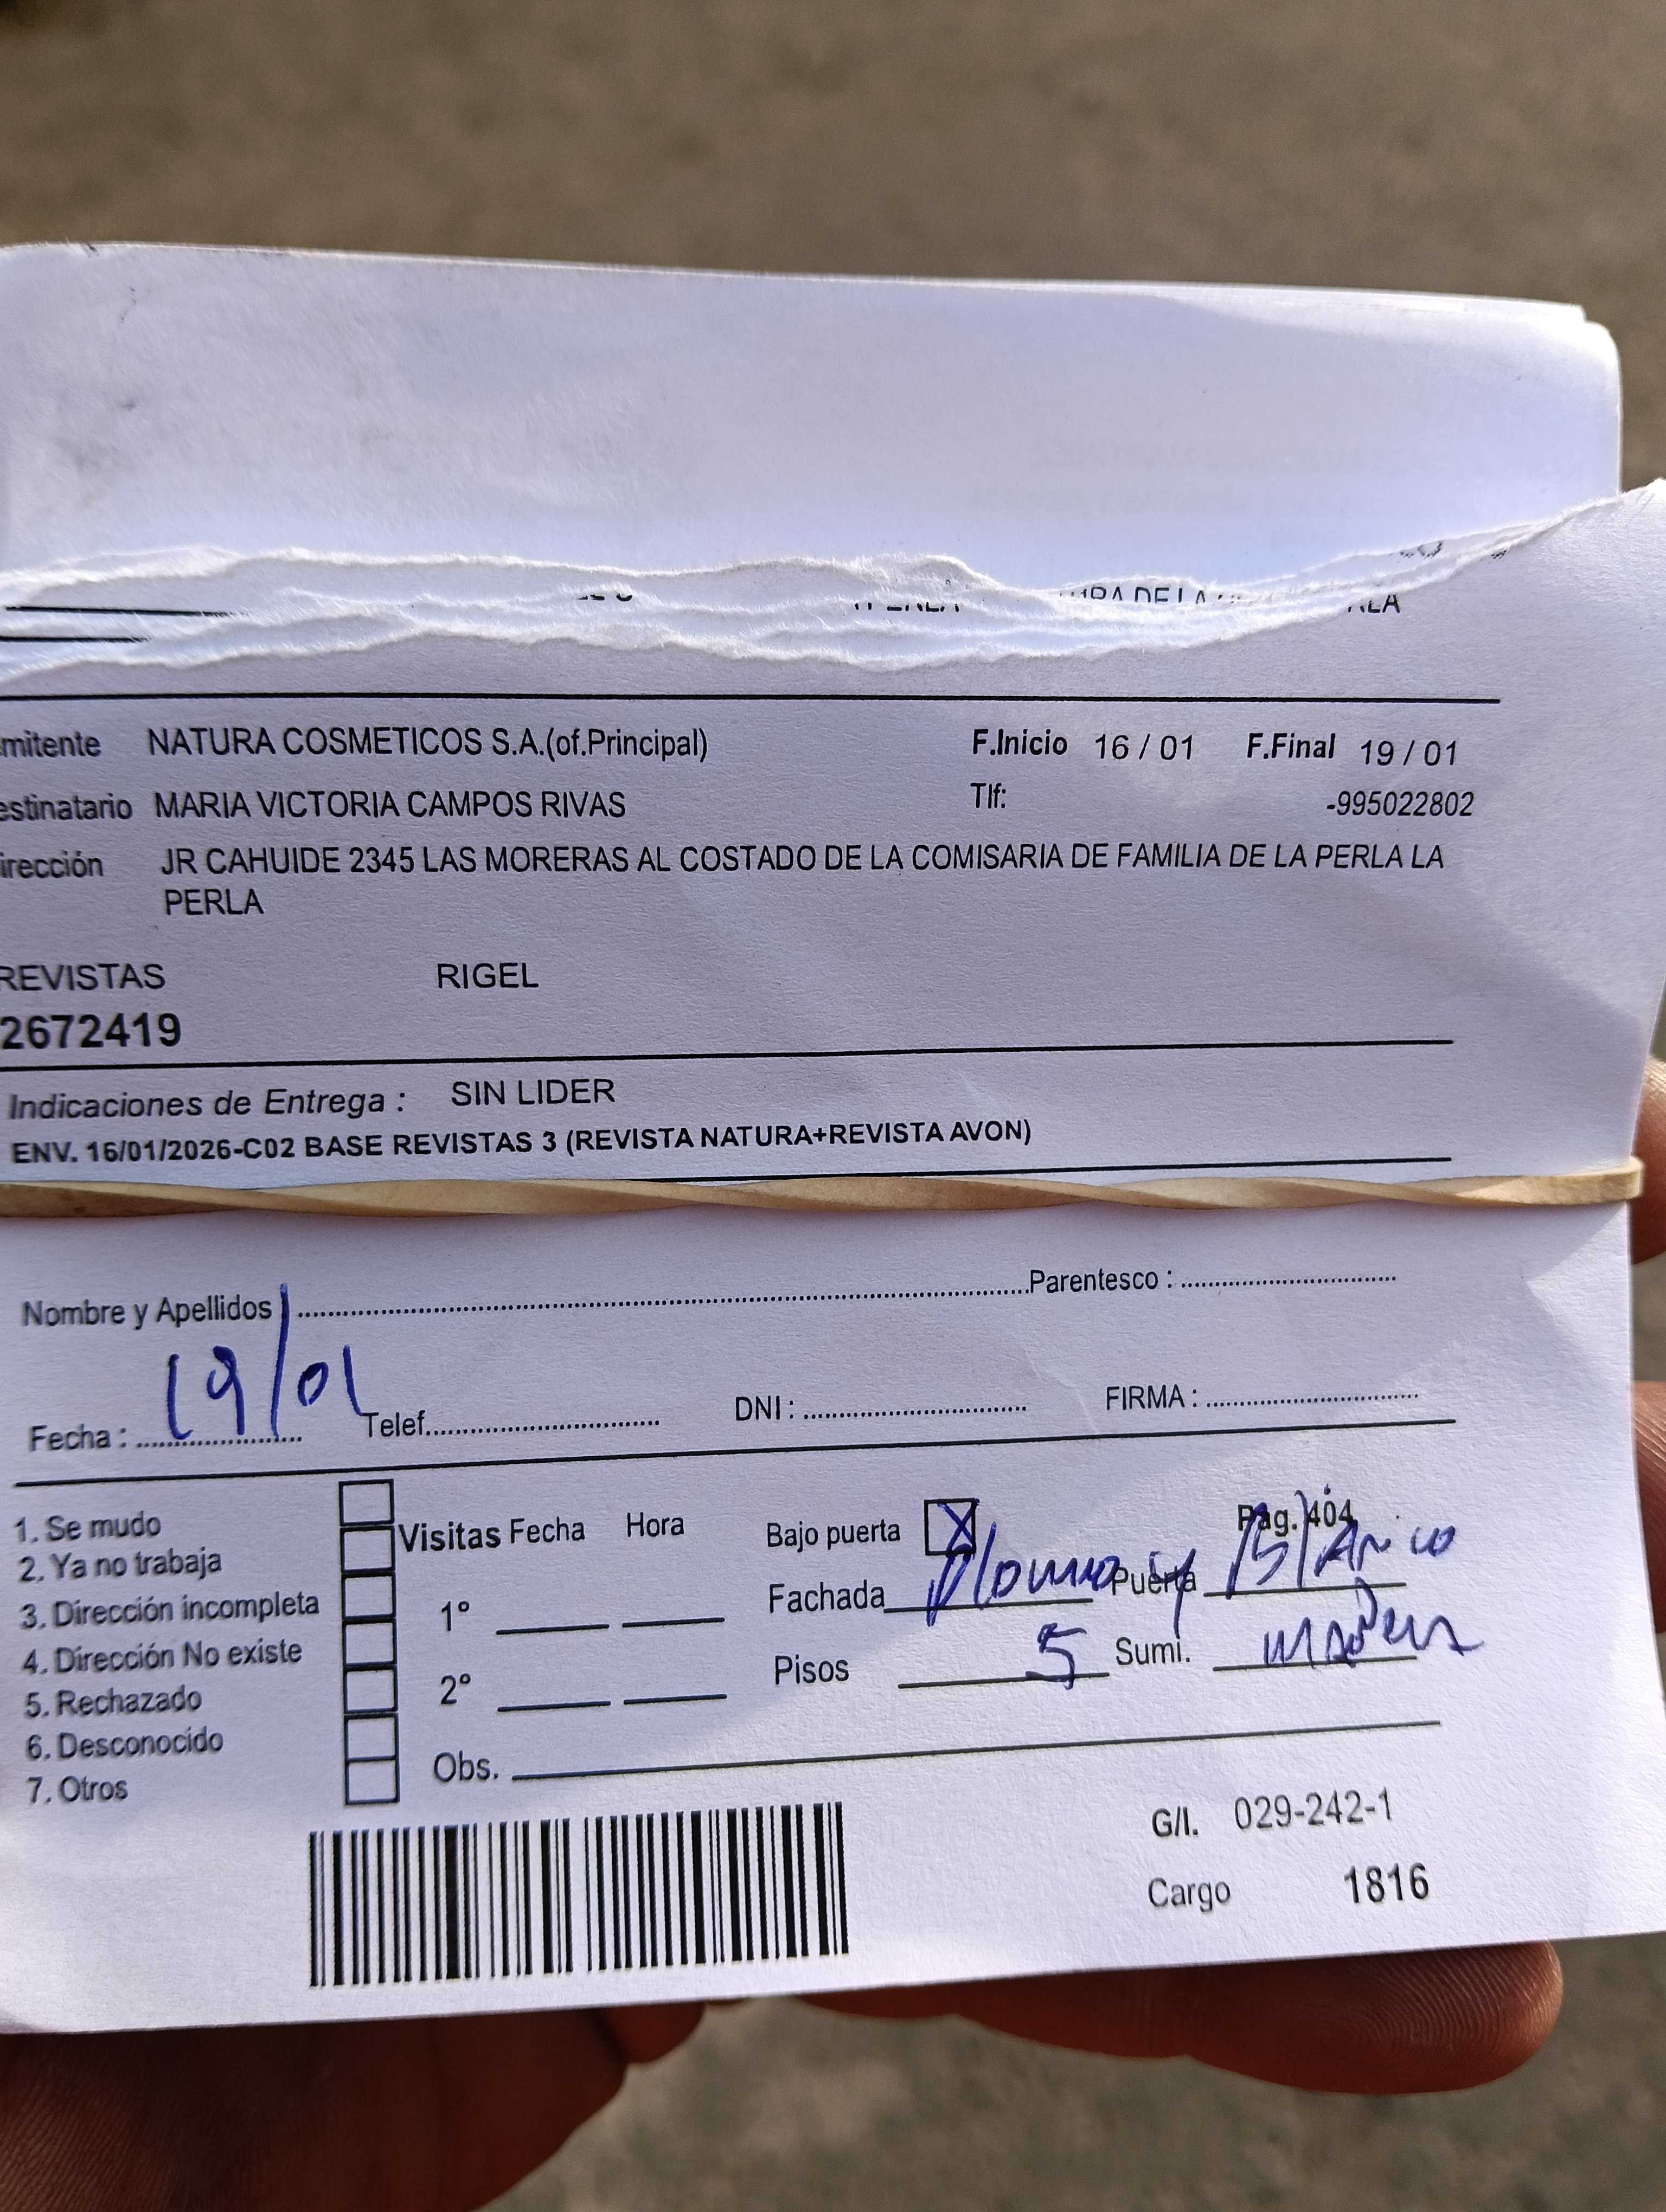 mitente NATURA COSMETICOS S.A.(of.Principal) F.Inicio 16 / 01 F.Final 19 / 01
estinatario MARIA VICTORIA CAMPOS RIVAS Tlf: -995022802
irección JR CAHUIDE 2345 LAS MORERAS AL COSTADO DE LA COMISARIA DE FAMILIA DE LA PERLA LA
PERLA
REVISTAS RIGEL
2672419
Indicaciones de Entrega : SIN LIDER
ENV. 16/01/2026-C02 BASE REVISTAS 3 (REVISTA NATURA+REVISTA AVON)
Nombre y Apellidos Parentesco :
Fecha : 19/01 Telef. DNI : FIRMA :
1. Se mudo
2. Ya no trabaja
3. Dirección incompleta
4. Dirección No existe
5. Rechazado
6. Desconocido
7. Otros
Visitas Fecha Hora
1º
2º
Obs.
Bajo puerta X Pag. 404
Fachada Plomo y Blanco Puerta
Pisos 5 Sumi. madera
G/I. 029-242-1
Cargo 1816